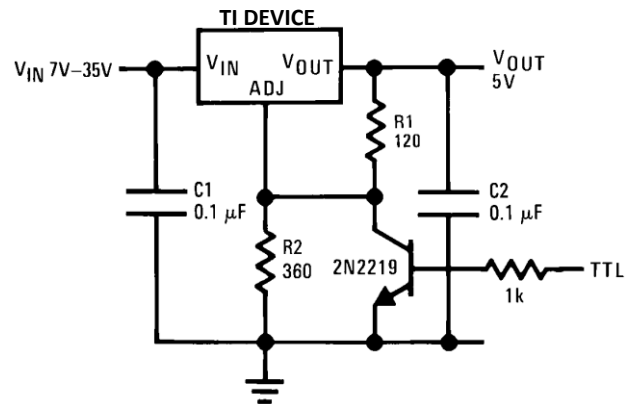 TI DEVICE
VIN 7V–35V
VIN
VOUT
ADJ
VOUT
5V
R1
120
C1
0.1 μF
C2
0.1 μF
R2
360
2N2219
TTL
1k